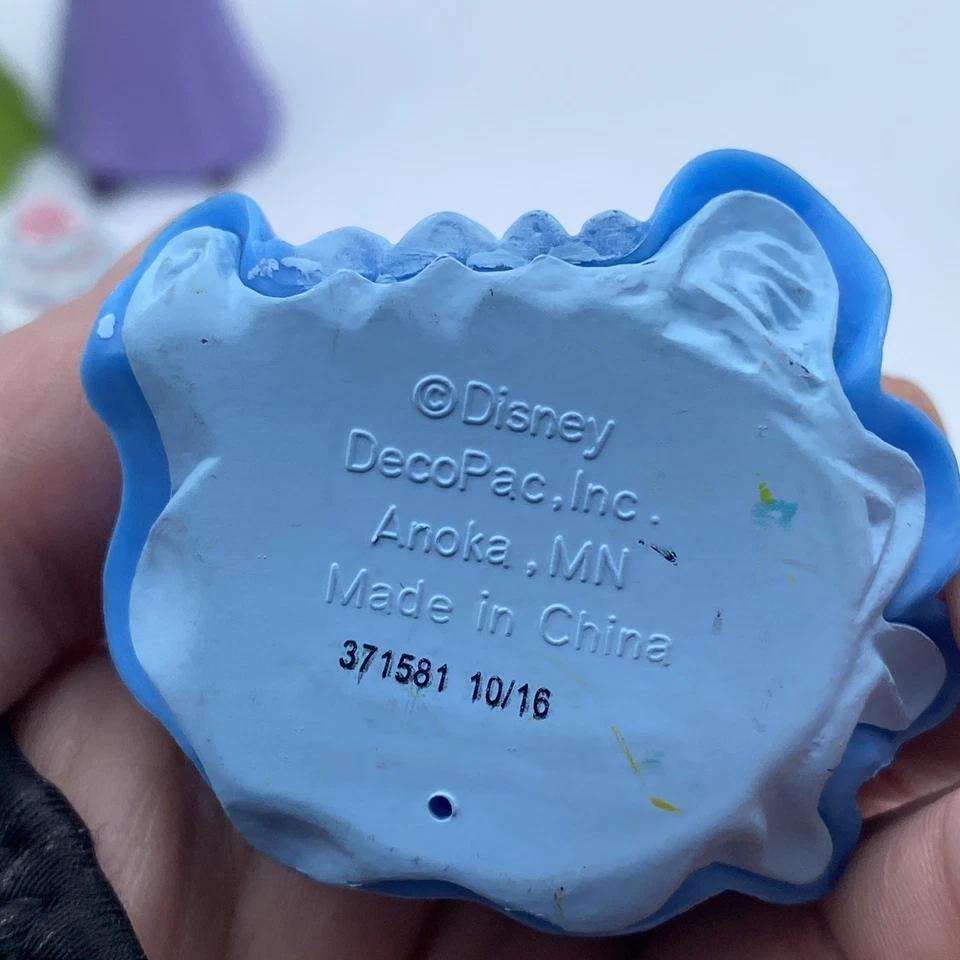 ©Disney
DecoPac,Inc.
Anoka,MN
Made in China
371581 10/16